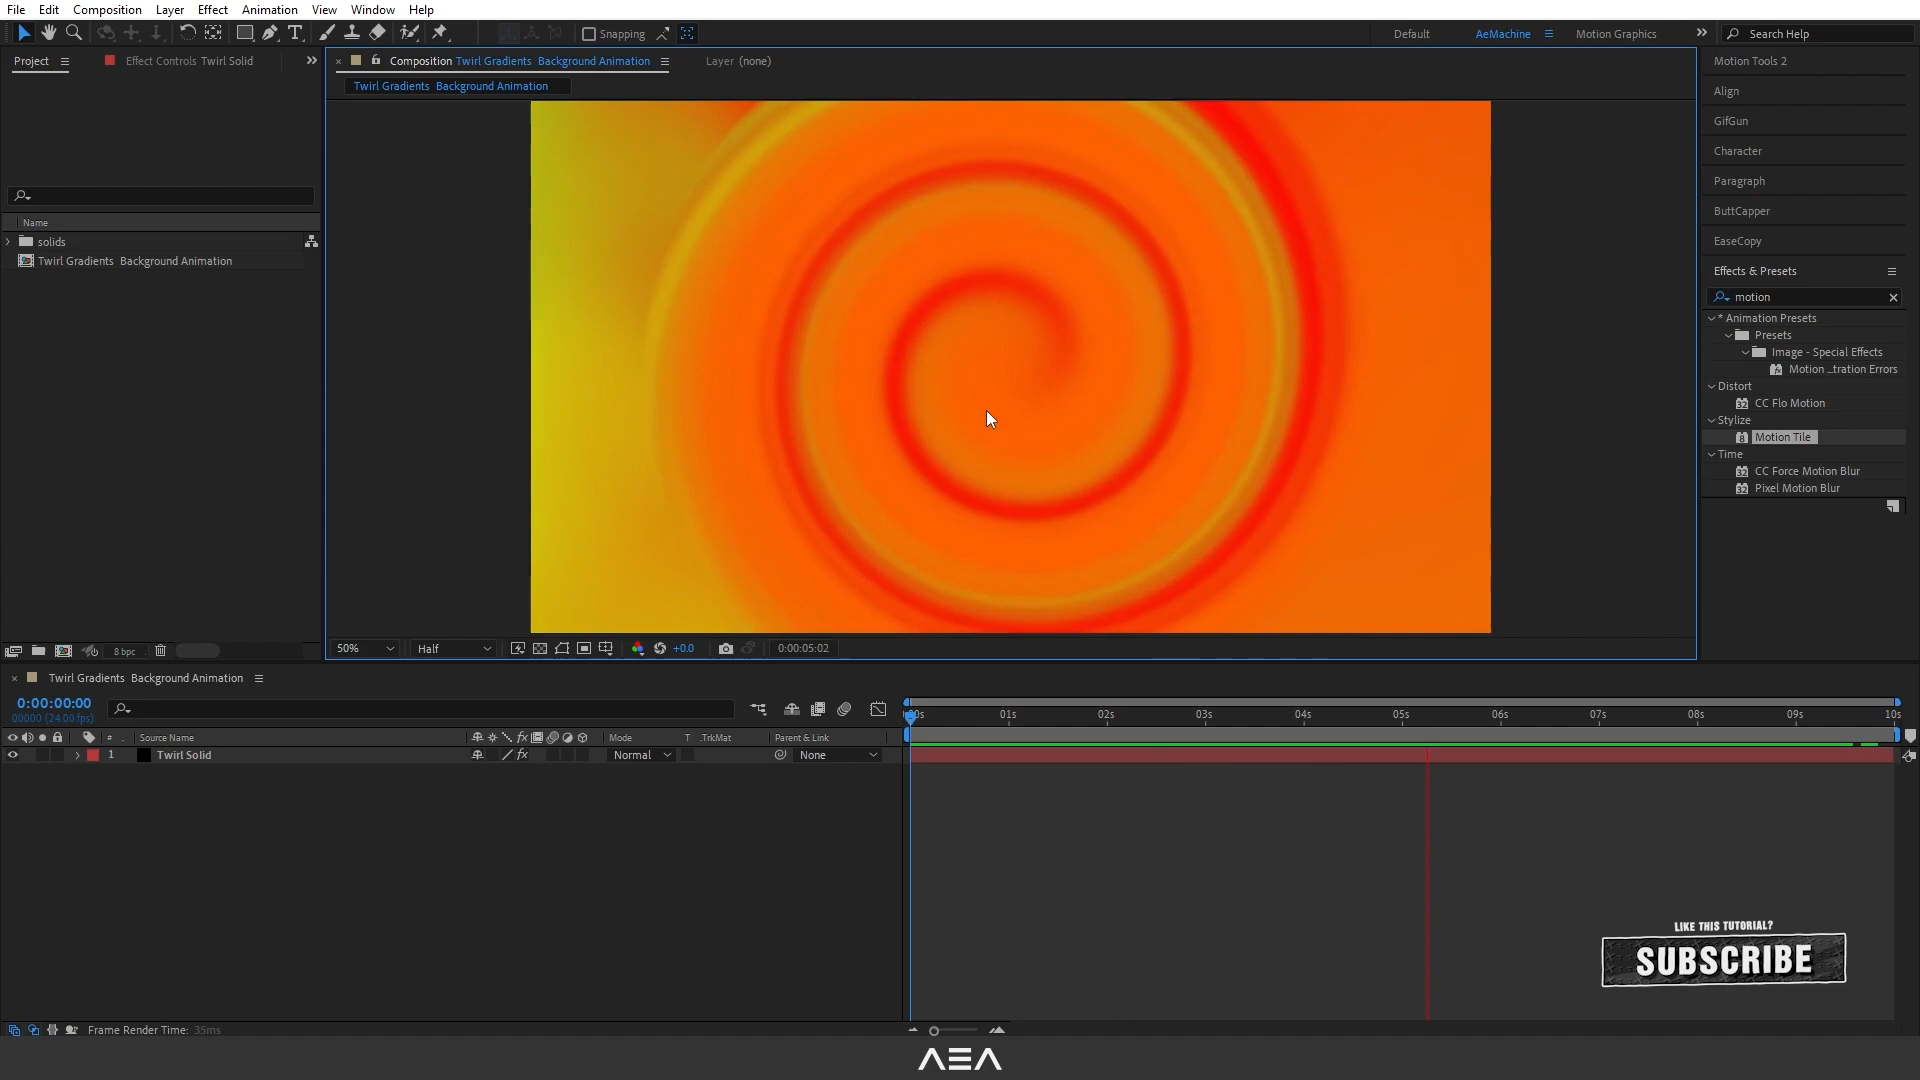 File Edit Composition Layer Effect Animation View Window Help
Snapping Default AeMachine Motion Graphics Search Help
Project Effect Controls Twirl Solid Composition Twirl Gradients Background Animation Layer (none)
Twirl Gradients Background Animation
Name
solids
Twirl Gradients Background Animation
Motion Tools 2
Align
GifGun
Character
Paragraph
ButtCapper
EaseCopy
Effects & Presets
motion
* Animation Presets
Presets
Image - Special Effects
Motion ...tration Errors
Distort
CC Flo Motion
Stylize
Motion Tile
Time
CC Force Motion Blur
Pixel Motion Blur
8 bpc
50% Half +0.0 0:00:05:02
Twirl Gradients Background Animation
0:00:00:00
00000 (24.00 fps)
01s 02s 03s 04s 05s 06s 07s 08s 09s 10s
# Source Name Mode T .TrkMat Parent & Link
1 Twirl Solid Normal None
LIKE THIS TUTORIAL?
SUBSCRIBE
Frame Render Time: 35ms
AEA